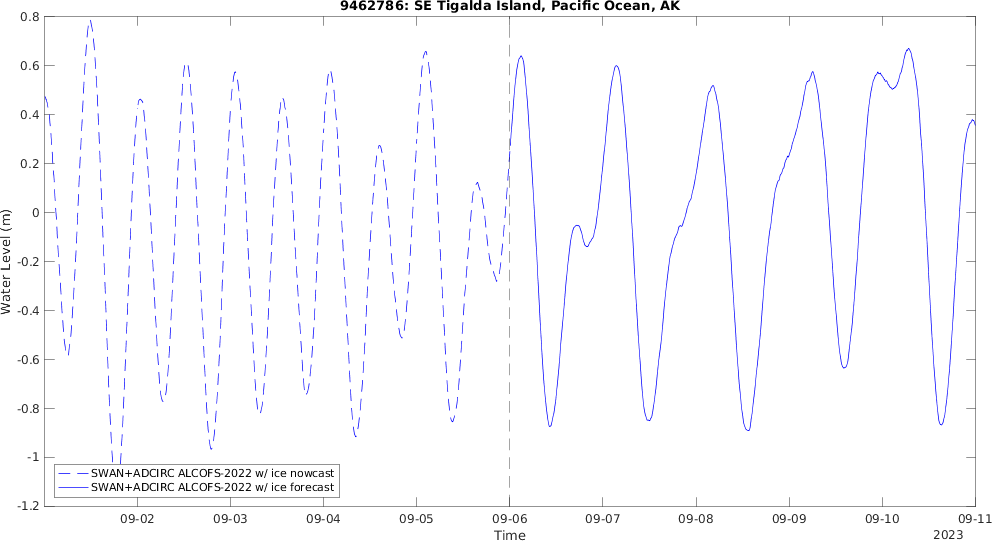 9462786: SE Tigalda Island, Pacific Ocean, AK
0.8
0.6
0.4
0.2
0
-0.2
-0.4
-0.6
-0.8
-1
-1.2
Water Level (m)
SWAN+ADCIRC ALCOFS-2022 w/ ice nowcast
SWAN+ADCIRC ALCOFS-2022 w/ ice forecast
09-02 09-03 09-04 09-05 09-06 09-07 09-08 09-09 09-10 09-11
Time
2023